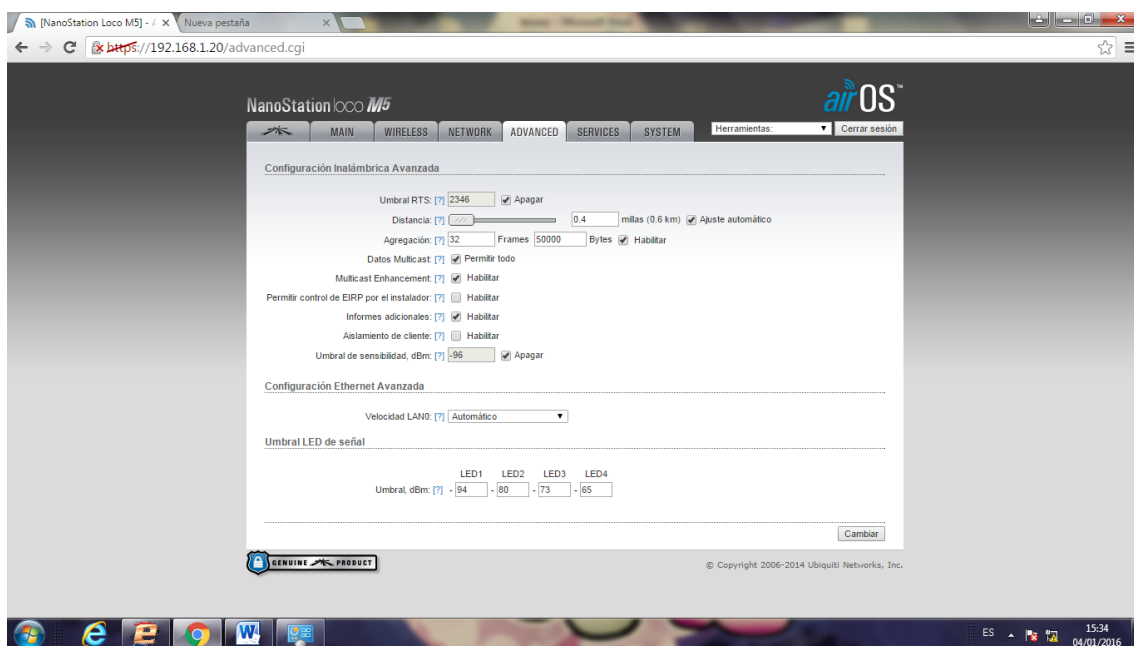 [NanoStation Loco M5] -
Nueva pestaña
https://192.168.1.20/advanced.cgi
NanoStation loco M5
airOS™
MAIN WIRELESS NETWORK ADVANCED SERVICES SYSTEM Herramientas: Cerrar sesión
Configuración Inalámbrica Avanzada
Umbral RTS: [?] 2346 Apagar
Distancia: [?] 0.4 millas (0.6 km) Ajuste automático
Agregación: [?] 32 Frames 50000 Bytes Habilitar
Datos Multicast: [?] Permitir todo
Multicast Enhancement: [?] Habilitar
Permitir control de EIRP por el instalador: [?] Habilitar
Informes adicionales: [?] Habilitar
Aislamiento de cliente: [?] Habilitar
Umbral de sensibilidad, dBm: [?] -96 Apagar
Configuración Ethernet Avanzada
Velocidad LAN0: [?] Automático
Umbral LED de señal
LED1 LED2 LED3 LED4
Umbral, dBm: [?] - 94 - 80 - 73 - 65
Cambiar
GENUINE PRODUCT
© Copyright 2006-2014 Ubiquiti Networks, Inc.
ES
15:34
04/01/2016